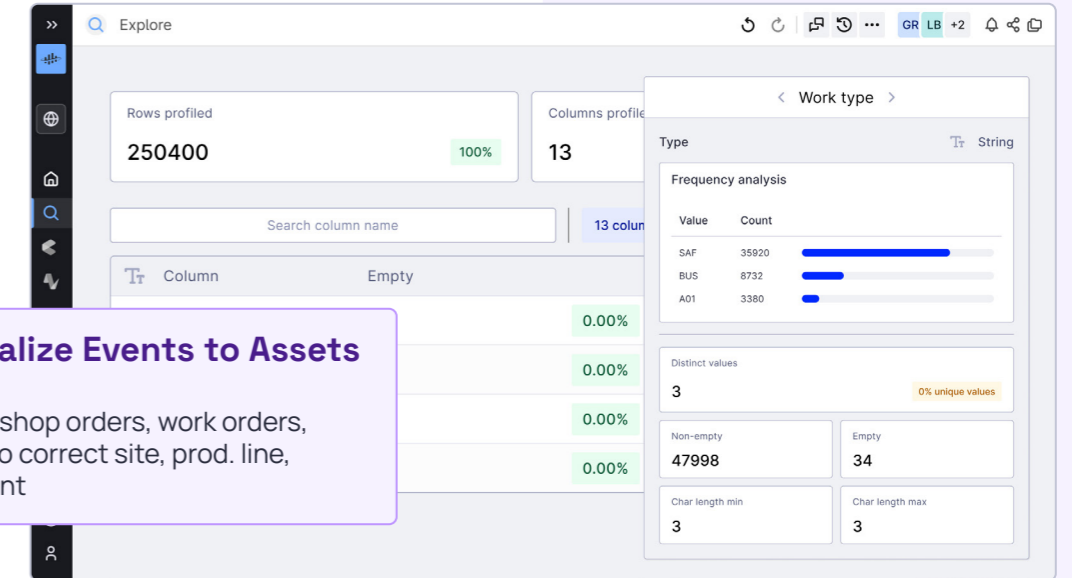 Explore
GR LB +2
Rows profiled
250400
100%
Columns profile
13
Search column name
13 colum
Tт Column Empty
0.00%
0.00%
0.00%
0.00%
alize Events to Assets
shop orders, work orders,
o correct site, prod. line,
nt
Work type
Type
Tт String
Frequency analysis
Value Count
SAF 35920
BUS 8732
A01 3380
Distinct values
3
0% unique values
Non-empty
47998
Empty
34
Char length min
3
Char length max
3